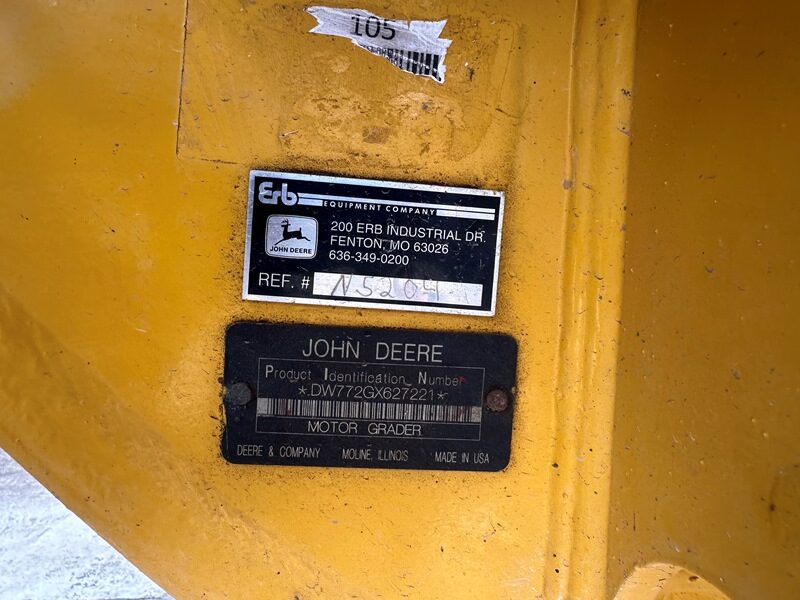 105
Erb
EQUIPMENT COMPANY
200 ERB INDUSTRIAL DR.
FENTON, MO 63026
JOHN DEERE
636-349-0200
REF. # N5204
JOHN DEERE
Product Identification Number
*.DW772GX627221*
MOTOR GRADER
DEERE & COMPANY MOLINE, ILLINOIS MADE IN USA